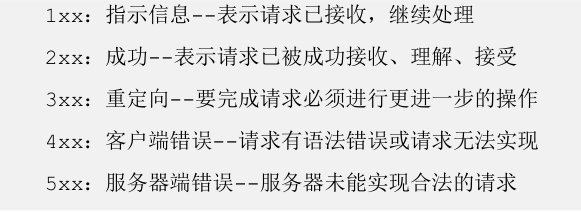 1xx：指示信息--表示请求已接收，继续处理
2xx：成功--表示请求已被成功接收、理解、接受
3xx：重定向--要完成请求必须进行更进一步的操作
4xx：客户端错误--请求有语法错误或请求无法实现
5xx：服务器端错误--服务器未能实现合法的请求